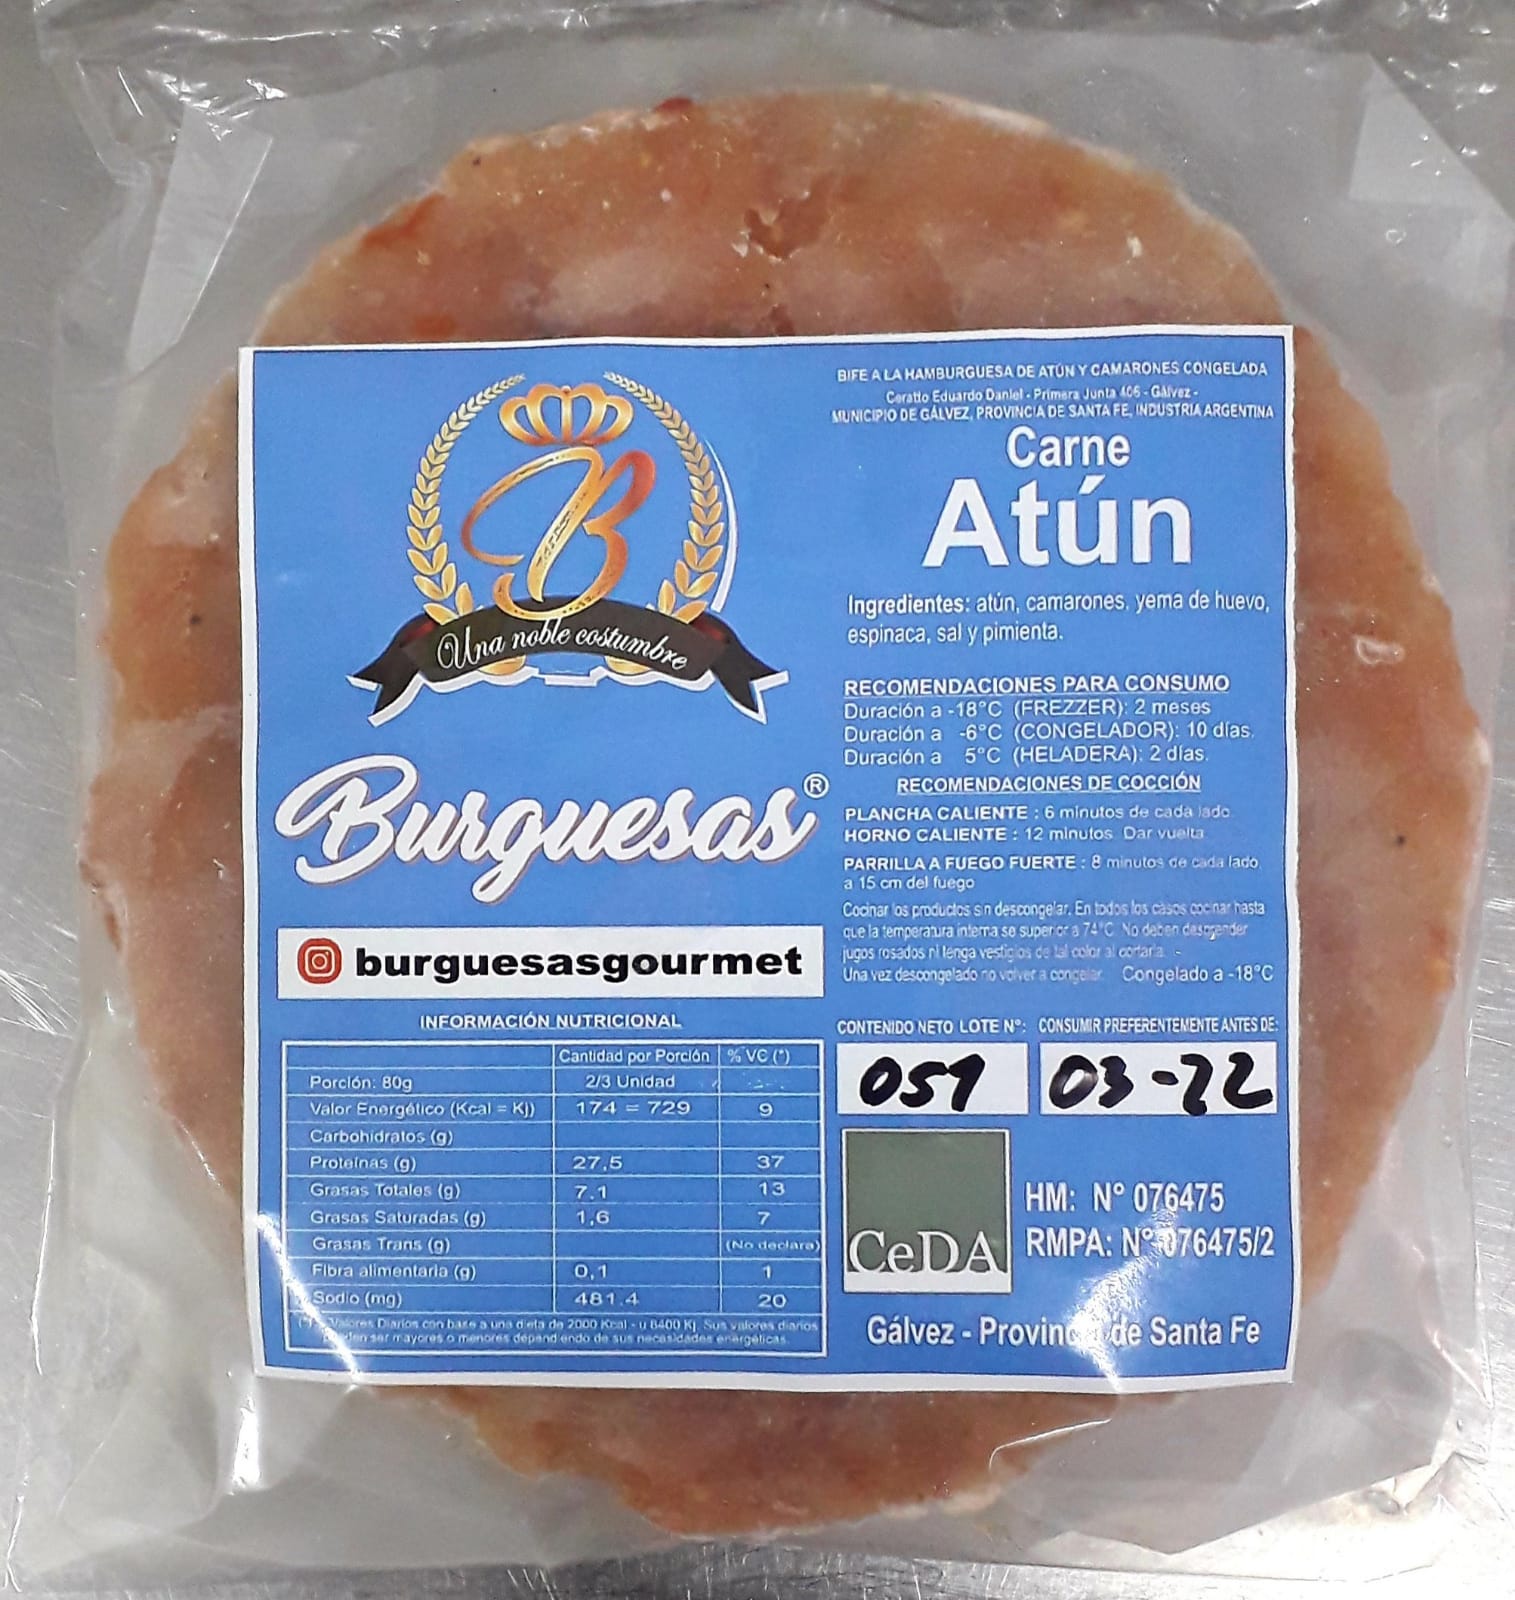 B
Una noble costumbre
Burguesas®
burguesasgourmet
INFORMACIÓN NUTRICIONAL
Cantidad por Porción % VC (*)
Porción: 80g 2/3 Unidad
Valor Energético (Kcal = Kj) 174 = 729 9
Carbohidratos (g)
Proteínas (g) 27,5 37
Grasas Totales (g) 7.1 13
Grasas Saturadas (g) 1,6 7
Grasas Trans (g) (No declara)
Fibra alimentaria (g) 0,1 1
Sodio (mg) 481.4 20
Valores Diarios con base a una dieta de 2000 Kcal - u 8400 Kj. Sus valores diarios
ser mayores o menores dependiendo de sus necesidades energéticas.
BIFE A LA HAMBURGUESA DE ATÚN Y CAMARONES CONGELADA
Ceratto Eduardo Daniel - Primera Junta 406 - Gálvez -
MUNICIPIO DE GÁLVEZ, PROVINCIA DE SANTA FE, INDUSTRIA ARGENTINA
Carne
Atún
Ingredientes: atún, camarones, yema de huevo,
espinaca, sal y pimienta.
RECOMENDACIONES PARA CONSUMO
Duración a -18°C (FREZZER): 2 meses
Duración a -6°C (CONGELADOR): 10 días.
Duración a 5°C (HELADERA): 2 días.
RECOMENDACIONES DE COCCIÓN
PLANCHA CALIENTE : 6 minutos de cada lado
HORNO CALIENTE : 12 minutos Dar vuelta
PARRILLA A FUEGO FUERTE : 8 minutos de cada lado,
a 15 cm del fuego
Cocinar los productos sin descongelar. En todos los casos cocinar hasta
que la temperatura interna se superior a 74°C No deben desprender
jugos rosados ni tenga vestigios de tal color al cortarla. -
Una vez descongelado no volver a congelar. Congelado a -18°C
CONTENIDO NETO LOTE N°: CONSUMIR PREFERENTEMENTE ANTES DE:
051 03-22
CeDA
HM: N° 076475
RMPA: N° 076475/2
Gálvez - de Santa Fe